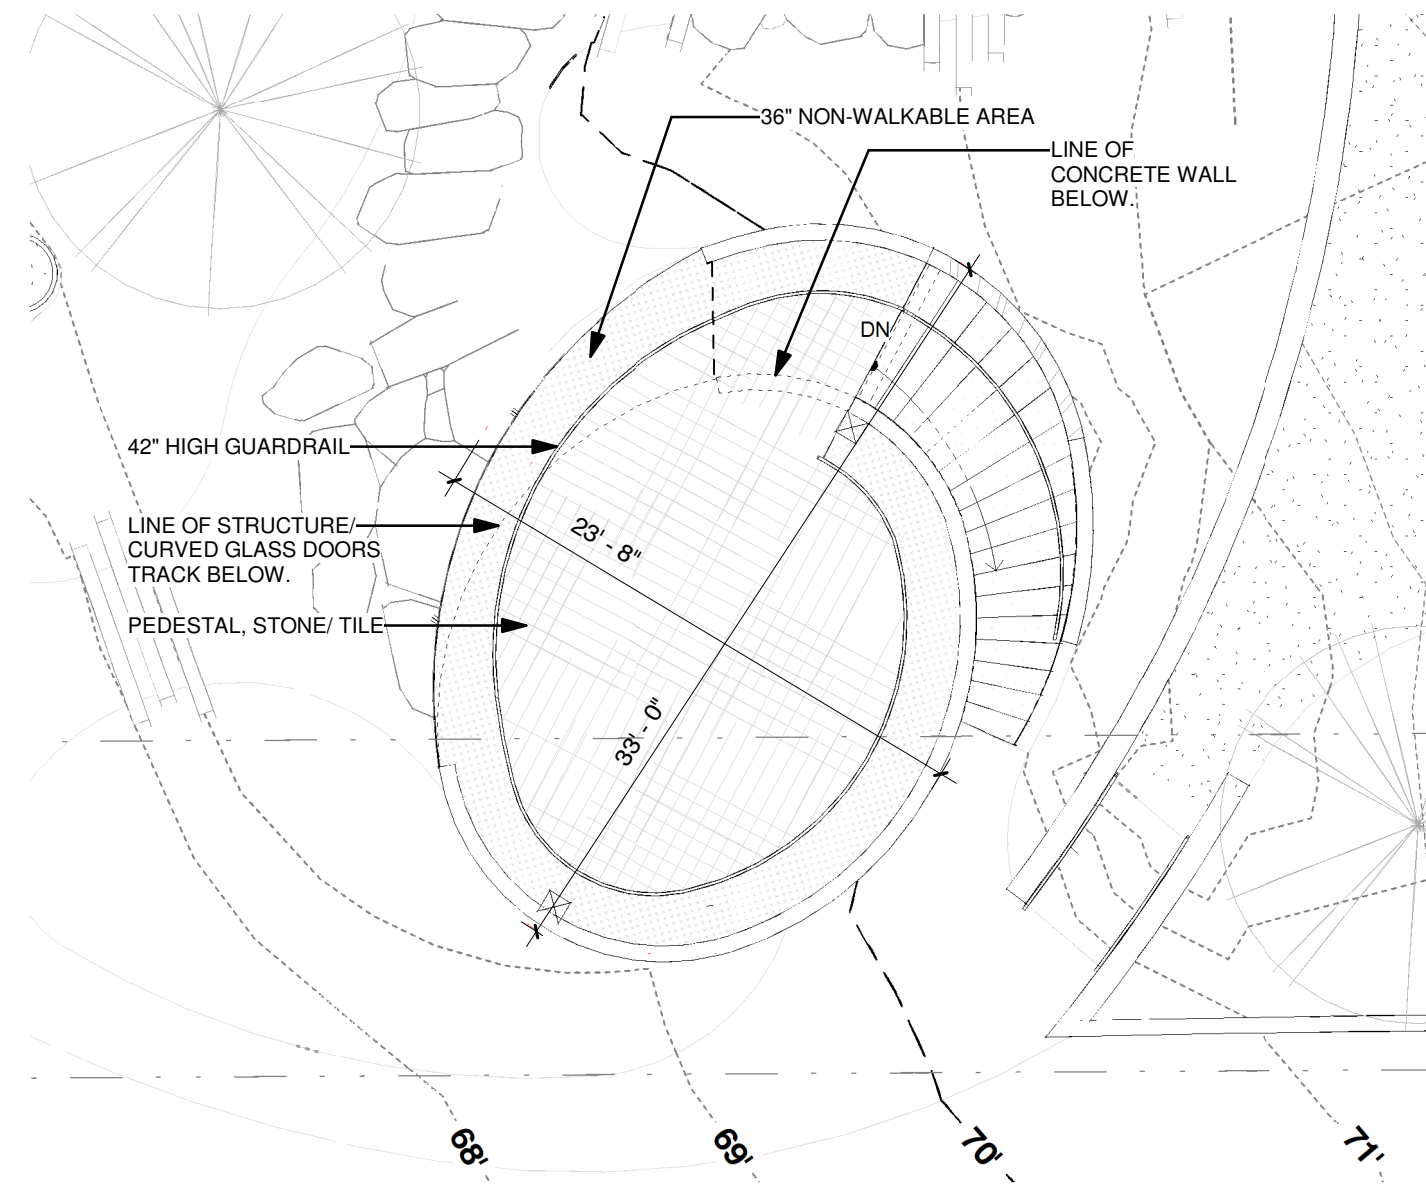 36" NON-WALKABLE AREA
LINE OF
CONCRETE WALL
BELOW.
DN
42" HIGH GUARDRAIL
LINE OF STRUCTURE/
CURVED GLASS DOORS
TRACK BELOW.
23' - 8"
PEDESTAL, STONE/ TILE
33' - 0"
68'
69'
70'
71'